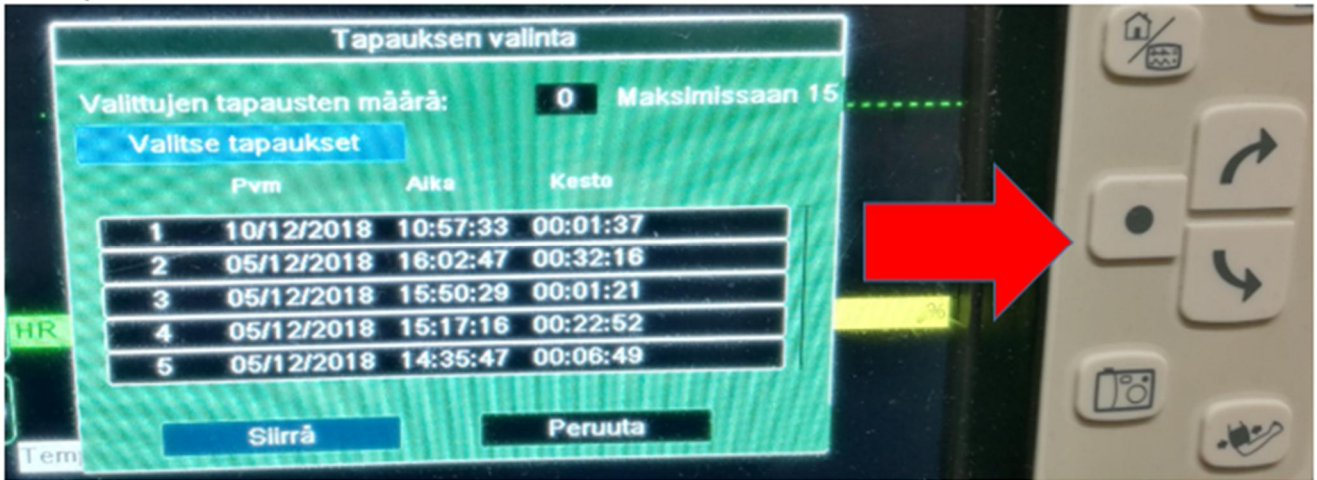 Tapauksen valinta
Valittujen tapausten määrä: 0 Maksimissaan 15
Valitse tapaukset
Pvm Aika Kesto
1 10/12/2018 10:57:33 00:01:37
2 05/12/2018 16:02:47 00:32:16
3 05/12/2018 15:50:29 00:01:21
HR %
4 05/12/2018 15:17:16 00:22:52
5 05/12/2018 14:35:47 00:06:49
Siirrä Peruuta
Tem